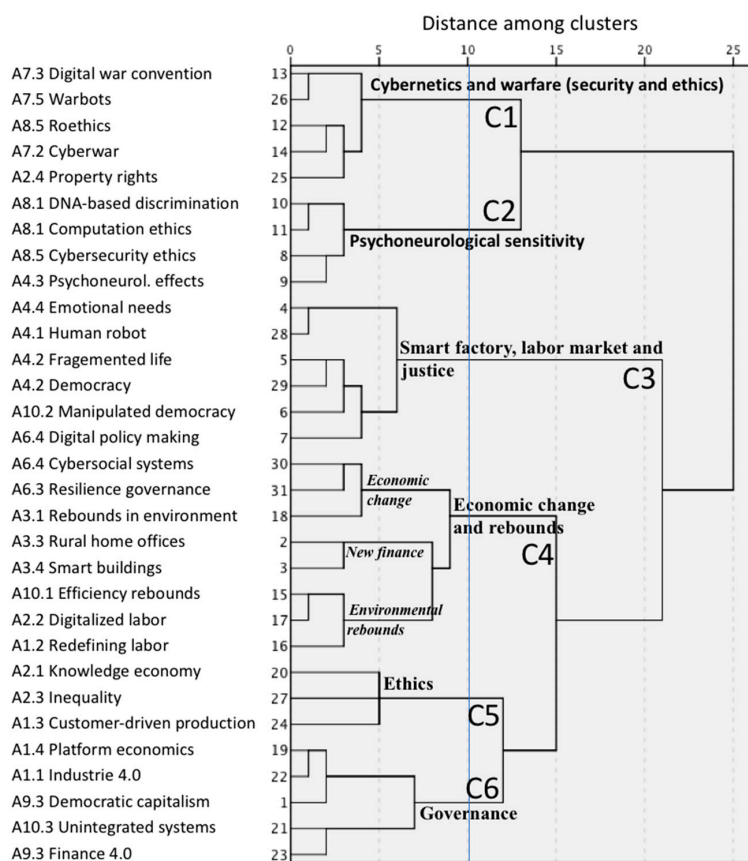 Distance among clusters
0 5 10 15 20 25
A7.3 Digital war convention 13
Cybernetics and warfare (security and ethics)
A7.5 Warbots 26
C1
A8.5 Roethics 12
A7.2 Cyberwar 14
A2.4 Property rights 25
A8.1 DNA-based discrimination 10
C2
A8.1 Computation ethics 11
Psychoneurological sensitivity
A8.5 Cybersecurity ethics 8
A4.3 Psychoneurol. effects 9
A4.4 Emotional needs 4
A4.1 Human robot 28
Smart factory, labor market and
justice
A4.2 Fragemented life 5
C3
A4.2 Democracy 29
A10.2 Manipulated democracy 6
A6.4 Digital policy making 7
A6.4 Cybersocial systems 30
Economic
change
A6.3 Resilience governance 31
Economic change
and rebounds
A3.1 Rebounds in environment 18
A3.3 Rural home offices 2
New finance
C4
A3.4 Smart buildings 3
A10.1 Efficiency rebounds 15
Environmental
rebounds
A2.2 Digitalized labor 17
A1.2 Redefining labor 16
A2.1 Knowledge economy 20
Ethics
A2.3 Inequality 27
C5
A1.3 Customer-driven production 24
A1.4 Platform economics 19
A1.1 Industrie 4.0 22
C6
A9.3 Democratic capitalism 1
Governance
A10.3 Unintegrated systems 21
A9.3 Finance 4.0 23